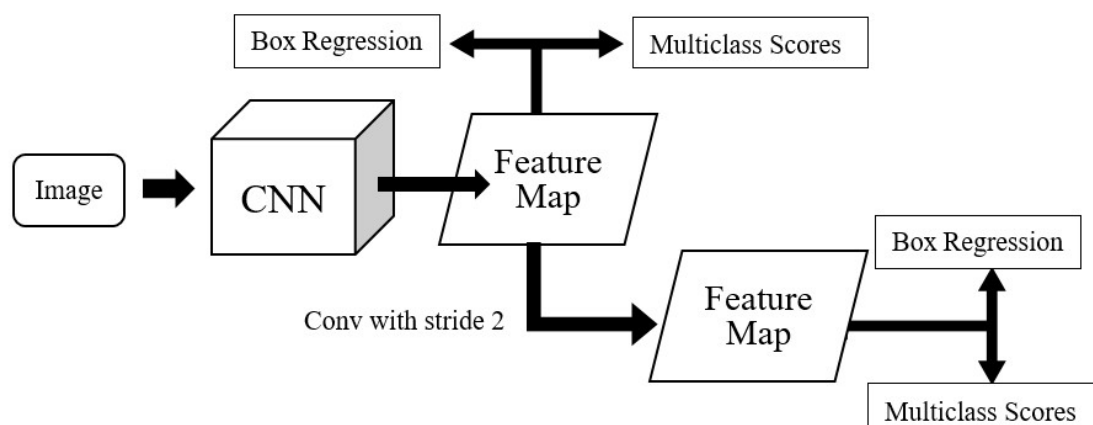 Box Regression
Multiclass Scores
Image
CNN
Feature
Map
Conv with stride 2
Feature
Map
Box Regression
Multiclass Scores